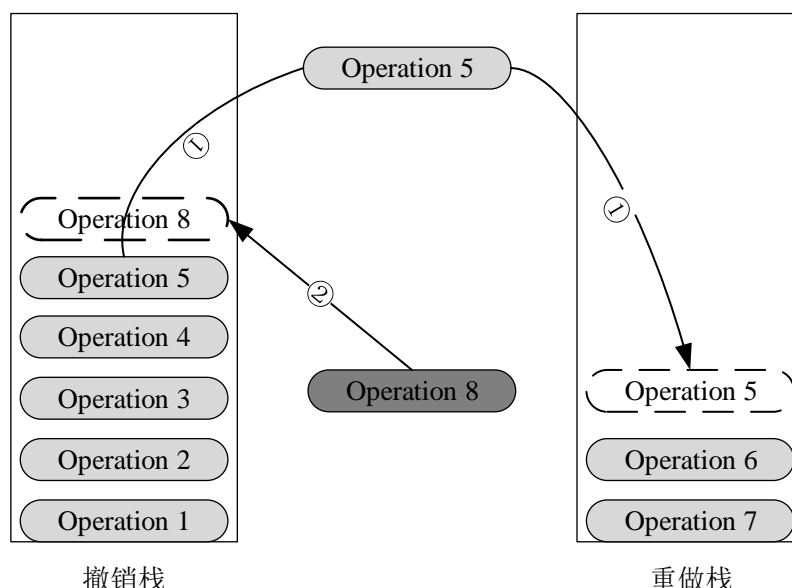 Operation 5
①
①
Operation 8
Operation 5
②
Operation 4
Operation 3
Operation 8
Operation 5
Operation 2
Operation 6
Operation 1
Operation 7
撤销栈
重做栈